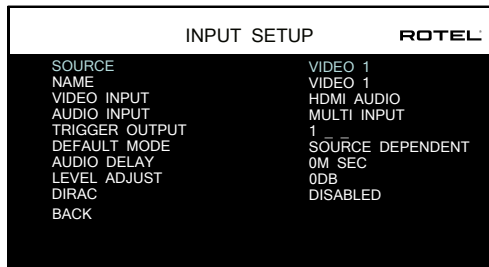 INPUT SETUP ROTEL
SOURCE VIDEO 1
NAME VIDEO 1
VIDEO INPUT HDMI AUDIO
AUDIO INPUT MULTI INPUT
TRIGGER OUTPUT 1 _ _
DEFAULT MODE SOURCE DEPENDENT
AUDIO DELAY 0M SEC
LEVEL ADJUST 0DB
DIRAC DISABLED
BACK